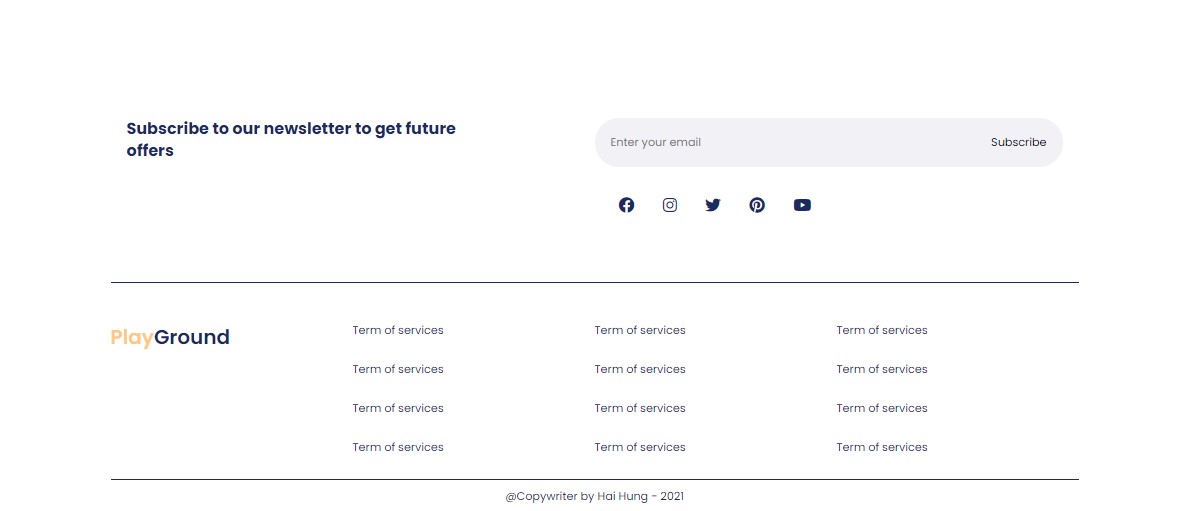 Subscribe to our newsletter to get future
offers
Enter your email
Subscribe
PlayGround
Term of services
Term of services
Term of services
Term of services
Term of services
Term of services
Term of services
Term of services
Term of services
Term of services
Term of services
Term of services
@Copywriter by Hai Hung - 2021